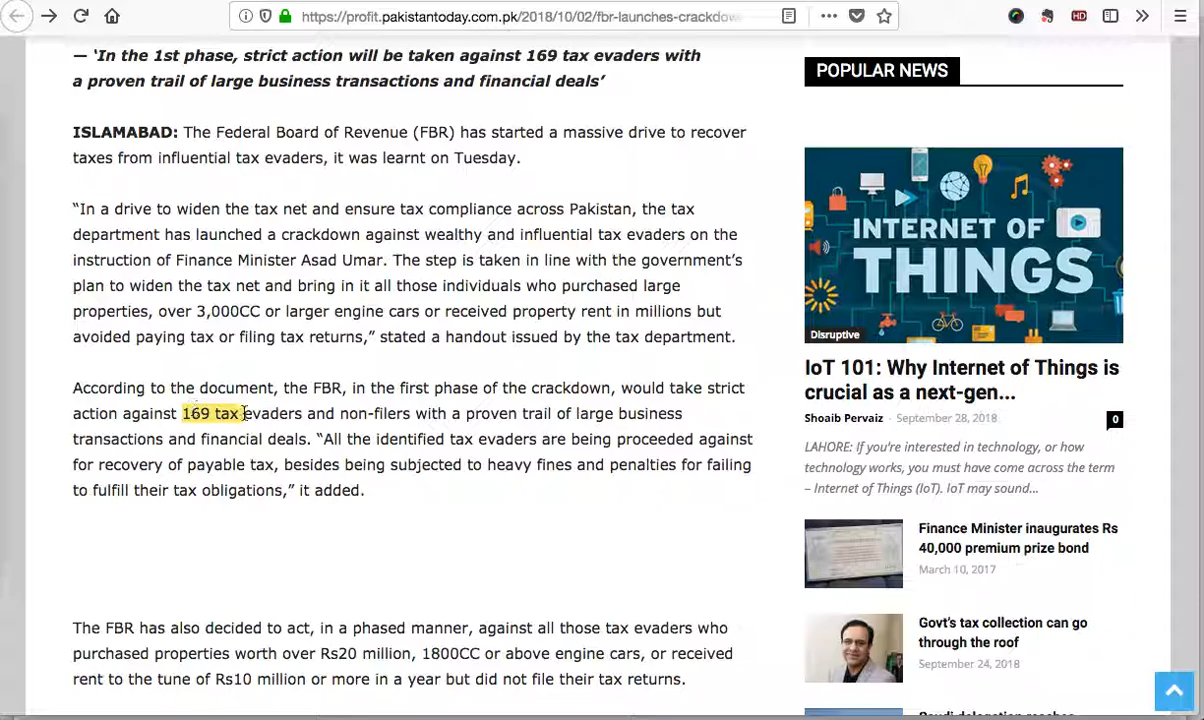 https://profit.pakistantoday.com.pk/2018/10/02/fbr-launches-crackdow
HD
— ‘In the 1st phase, strict action will be taken against 169 tax evaders with
a proven trail of large business transactions and financial deals’
ISLAMABAD: The Federal Board of Revenue (FBR) has started a massive drive to recover
taxes from influential tax evaders, it was learnt on Tuesday.
“In a drive to widen the tax net and ensure tax compliance across Pakistan, the tax
department has launched a crackdown against wealthy and influential tax evaders on the
instruction of Finance Minister Asad Umar. The step is taken in line with the government’s
plan to widen the tax net and bring in it all those individuals who purchased large
properties, over 3,000CC or larger engine cars or received property rent in millions but
avoided paying tax or filing tax returns,” stated a handout issued by the tax department.
According to the document, the FBR, in the first phase of the crackdown, would take strict
action against 169 tax evaders and non-filers with a proven trail of large business
transactions and financial deals. “All the identified tax evaders are being proceeded against
for recovery of payable tax, besides being subjected to heavy fines and penalties for failing
to fulfill their tax obligations,” it added.
The FBR has also decided to act, in a phased manner, against all those tax evaders who
purchased properties worth over Rs20 million, 1800CC or above engine cars, or received
rent to the tune of Rs10 million or more in a year but did not file their tax returns.
POPULAR NEWS
INTERNET OF
THINGS
Disruptive
IoT 101: Why Internet of Things is
crucial as a next-gen...
Shoaib Pervaiz - September 28, 2018
0
LAHORE: If you’re interested in technology, or how
technology works, you must have come across the term
– Internet of Things (IoT). IoT may sound...
Finance Minister inaugurates Rs
40,000 premium prize bond
March 10, 2017
Govt’s tax collection can go
through the roof
September 24, 2018
Saudi delegation reaches